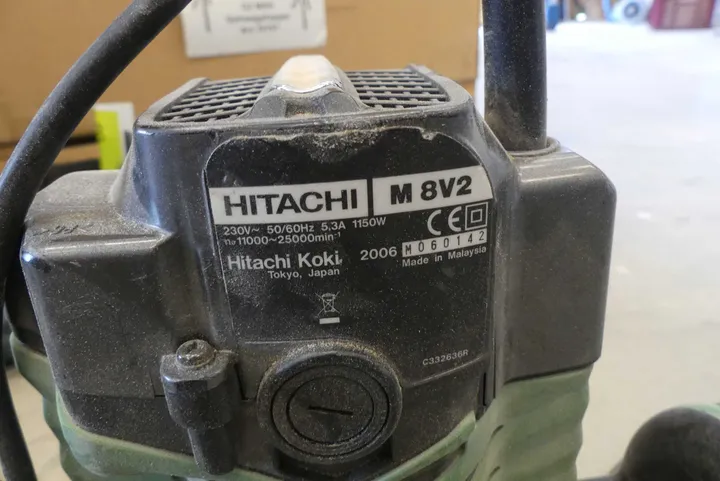 HITACHI M 8V2
230V~ 50/60Hz 5,3A 1150W
n₀ 11000~25000min⁻¹
CE
Hitachi Koki 2006 M060142
Tokyo, Japan Made in Malaysia
C332636R